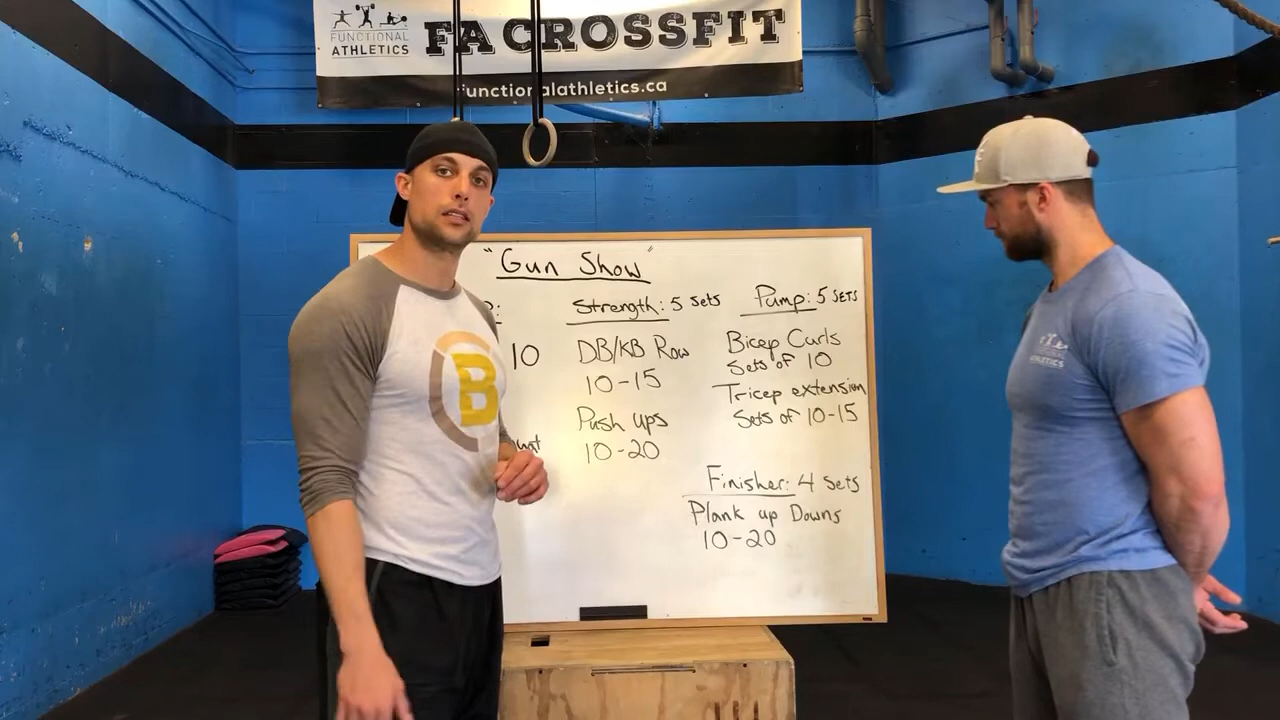 FUNCTIONAL
ATHLETICS
FA CROSSFIT
functionalathletics.ca
"Gun Show"
10
Strength: 5 sets
DB/KB Row
10-15
Push ups
10-20
Pump: 5 SETS
Bicep Curls
Sets of 10
Tricep extension
Sets of 10-15
Finisher: 4 sets
Plank up Downs
10-20
B
ATHLETICS